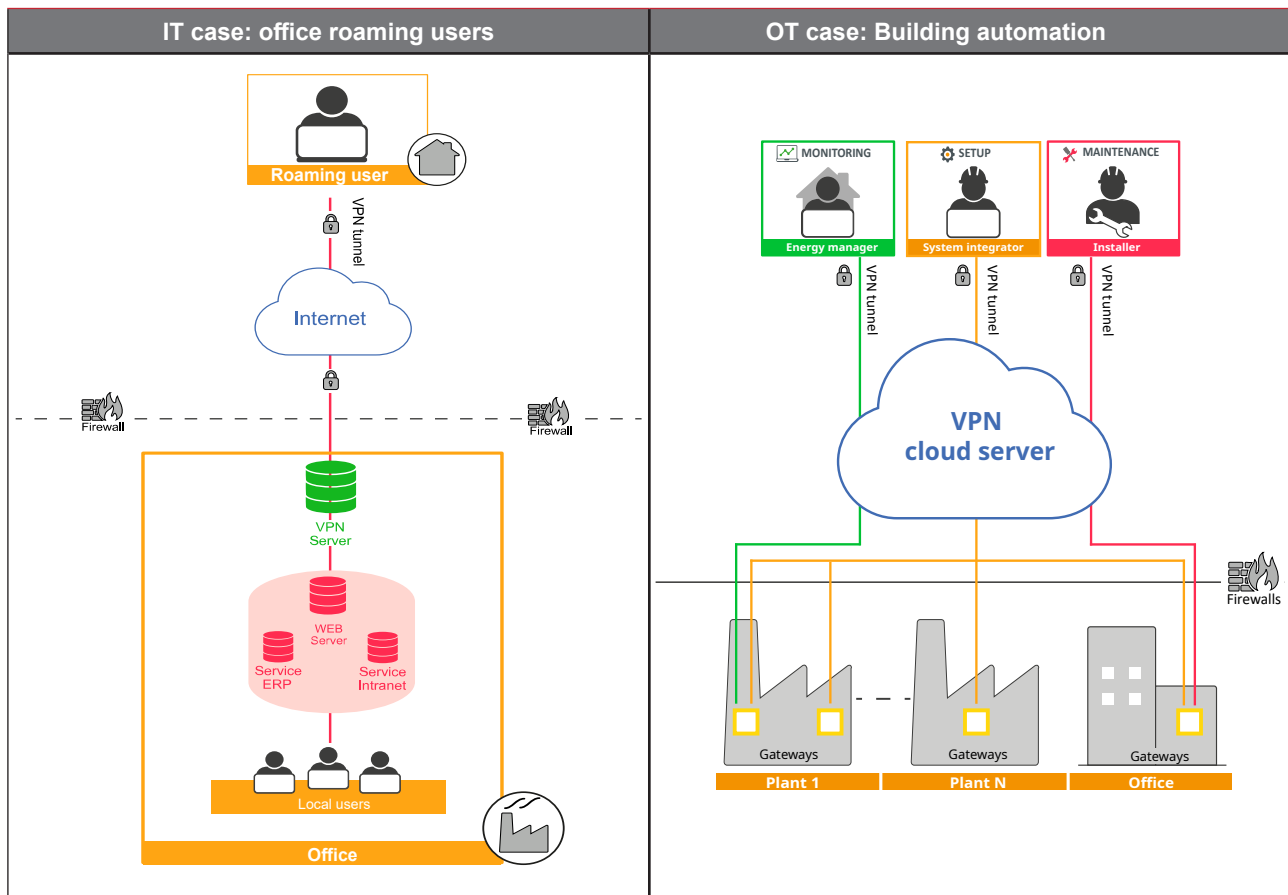 IT case: office roaming users
Roaming user
VPN tunnel
Internet
Firewall
Firewall
VPN
Server
WEB
Server
Service
ERP
Service
Intranet
Local users
Office
OT case: Building automation
MONITORING
SETUP
MAINTENANCE
Energy manager
System integrator
Installer
VPN tunnel
VPN tunnel
VPN tunnel
VPN
cloud server
Firewalls
Gateways
Gateways
Gateways
Plant 1
Plant N
Office